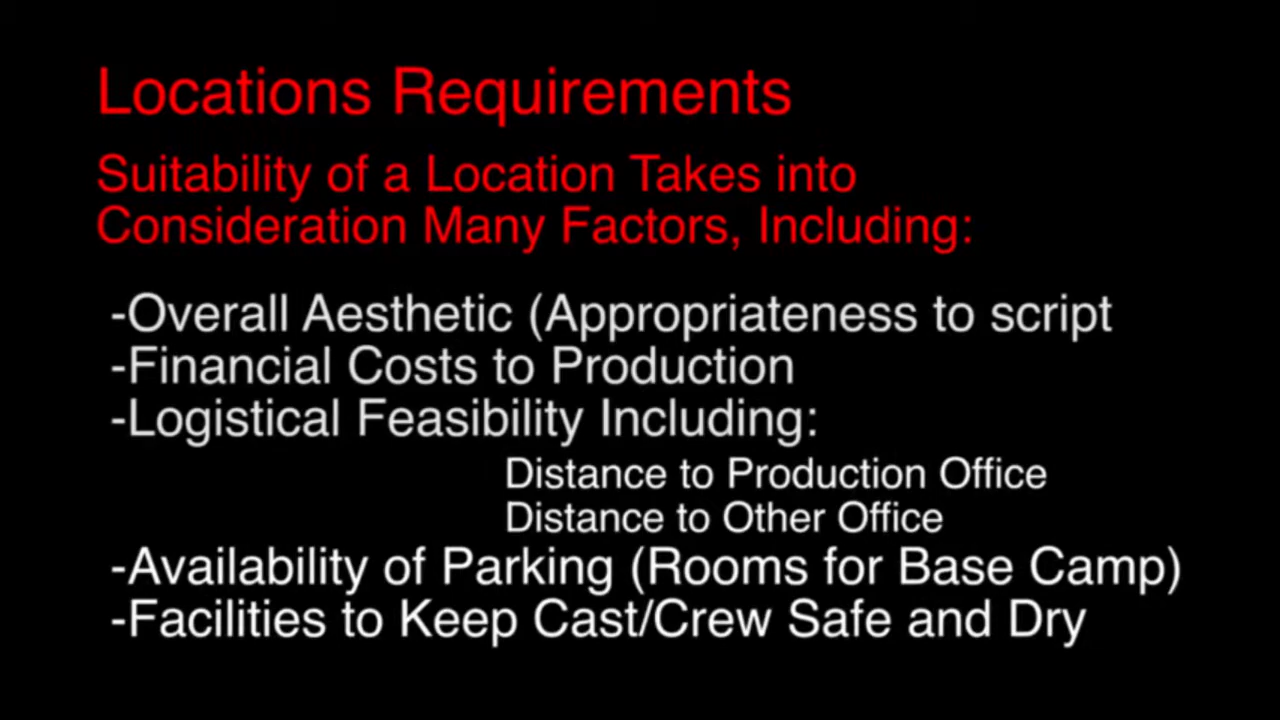 Locations Requirements
Suitability of a Location Takes into
Consideration Many Factors, Including:
-Overall Aesthetic (Appropriateness to script
-Financial Costs to Production
-Logistical Feasibility Including:
Distance to Production Office
Distance to Other Office
-Availability of Parking (Rooms for Base Camp)
-Facilities to Keep Cast/Crew Safe and Dry